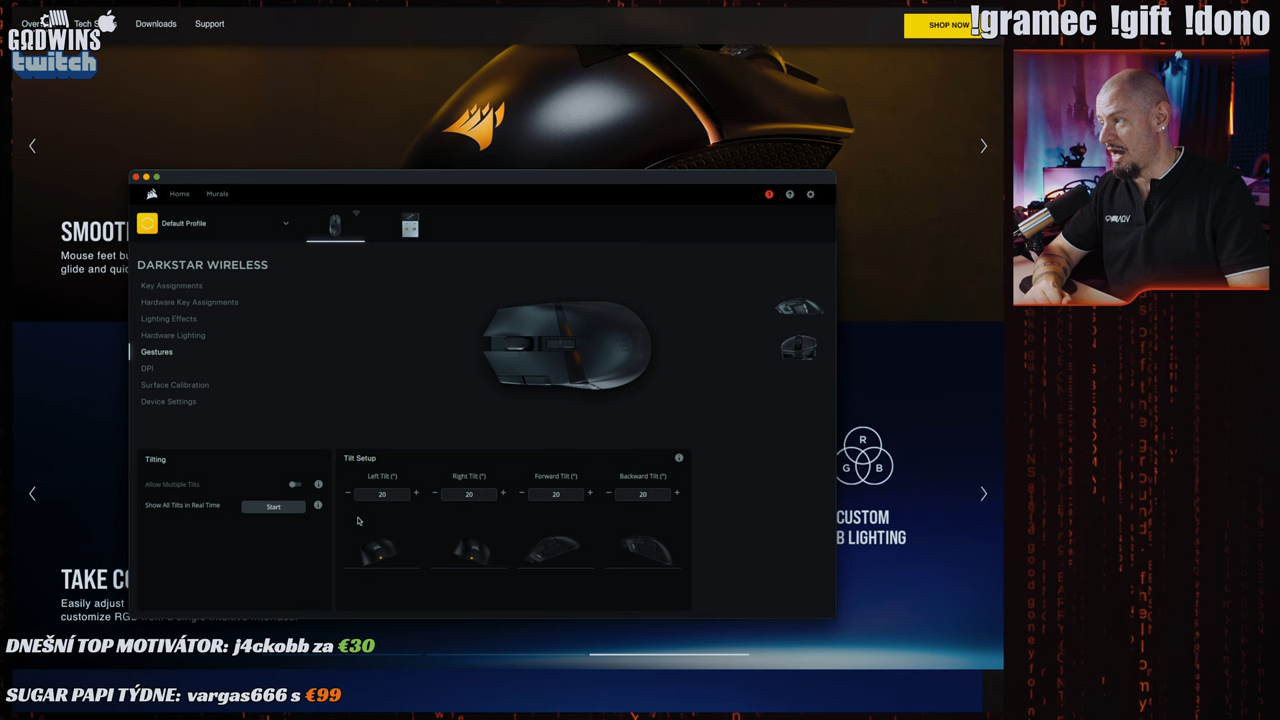 Downloads
Support
SHOP NOW
!gramec !gift !dono
GODWINS
twitch
Home
Murals
Default Profile
SMOOT
Mouse feet bu
glide and quic
DARKSTAR WIRELESS
Key Assignments
Hardware Key Assignments
Lighting Effects
Hardware Lighting
Gestures
DPI
Surface Calibration
Device Settings
R
G B
Tilting
Allow Multiple Tilts
Show All Tilts in Real Time
Start
Tilt Setup
Left Tilt (°)
Right Tilt (°)
Forward Tilt (°)
Backward Tilt (°)
− 20 +
− 20 +
− 20 +
− 20 +
CUSTOM
B LIGHTING
TAKE CO
Easily adjust
customize RG
DNEŠNÍ TOP MOTIVÁTOR: j4ckobb za €30
SUGAR PAPI TÝDNE: vargas666 s €99